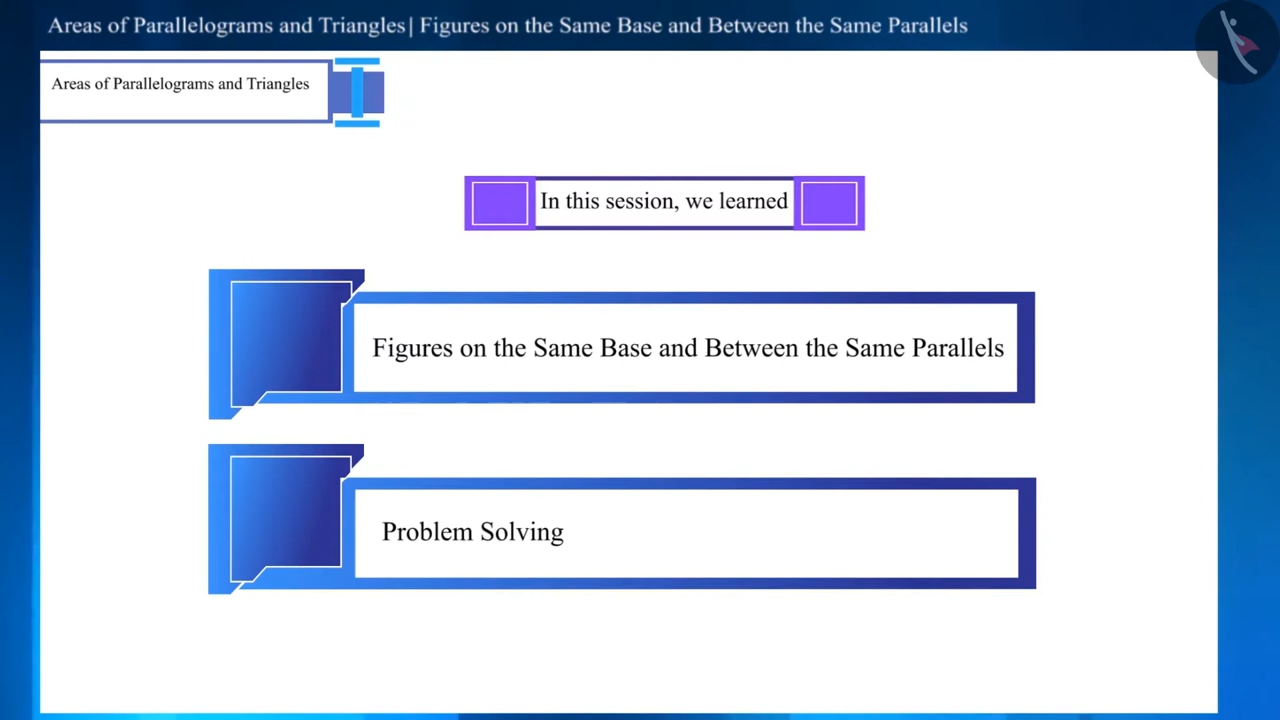 Areas of Parallelograms and Triangles| Figures on the Same Base and Between the Same Parallels
Areas of Parallelograms and Triangles
In this session, we learned
Figures on the Same Base and Between the Same Parallels
Problem Solving